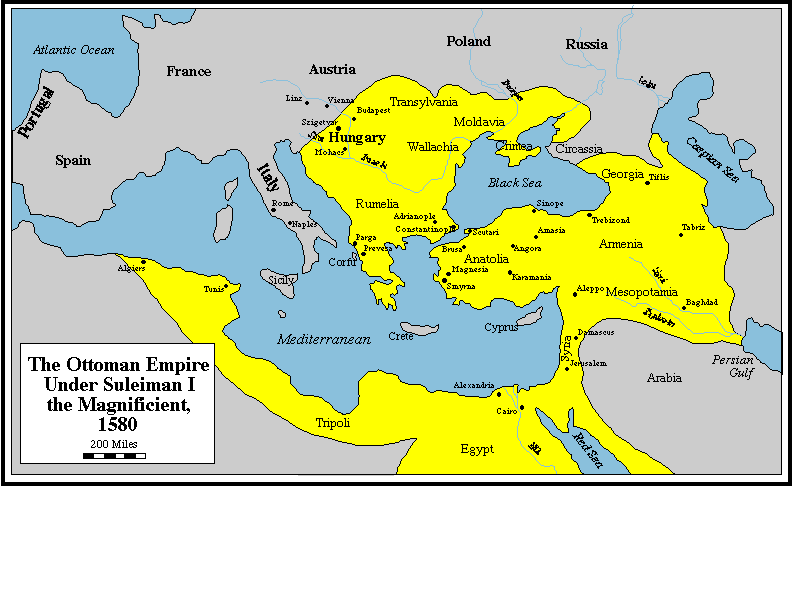 Atlantic Ocean
Poland
Russia
France
Austria
Portugal
Linz
Vienna
Budapest
Transylvania
Szigetvar
Hungary
Moldavia
Mohacs
Wallachia
Crimea
Circassia
Caspian Sea
Spain
Italy
Georgia
Tiflis
Black Sea
Rome
Naples
Rumelia
Adrianople
Constantinople
Scutari
Sinope
Trebizond
Tabriz
Parga
Prevesa
Corfu
Brusa
Amasia
Angora
Armenia
Anatolia
Algiers
Tunis
Sicily
Magnesia
Smyrna
Karamania
Aleppo
Mesopotamia
Baghdad
Mediterranean
Crete
Cyprus
Syria
Damascus
Jerusalem
Persian
Gulf
Arabia
The Ottoman Empire
Under Suleiman I
the Magnificient,
1580
200 Miles
Alexandria
Cairo
Tripoli
Egypt
Nile
Red Sea